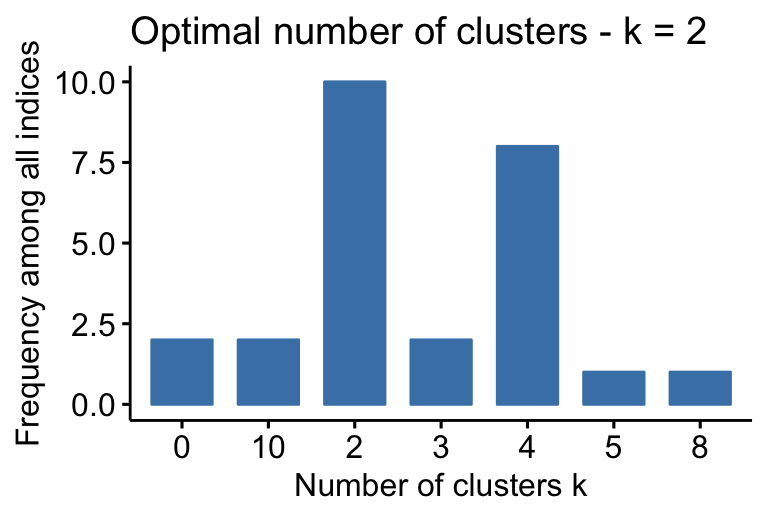 Optimal number of clusters - k = 2
Frequency among all indices
10.0
7.5
5.0
2.5
0.0
0 10 2 3 4 5 8
Number of clusters k